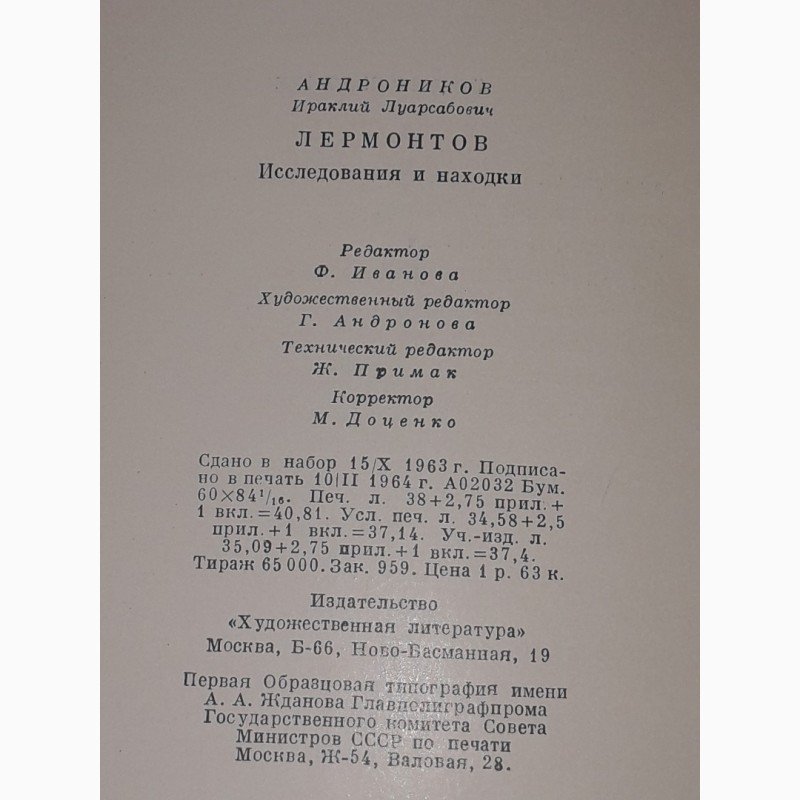 АНДРОНИКОВ
Ираклий Луарсабович
ЛЕРМОНТОВ
Исследования и находки
Редактор
Ф. Иванова
Художественный редактор
Г. Андронова
Технический редактор
Ж. Примак
Корректор
М. Доценко
Сдано в набор 15/X 1963 г. Подписа-
но в печать 10/II 1964 г. А02032 Бум.
60×84¹/₁₆. Печ. л. 38+2,75 прил.+
1 вкл.=40,81. Усл. печ. л. 34,58+2,5
прил.+1 вкл.=37,14. Уч.-изд. л.
35,09+2,75 прил.+1 вкл.=37,4.
Тираж 65 000. Зак. 959. Цена 1 р. 63 к.
Издательство
«Художественная литература»
Москва, Б-66, Ново-Басманная, 19
Первая Образцовая типография имени
А. А. Жданова Главполиграфпрома
Государственного комитета Совета
Министров СССР по печати
Москва, Ж-54, Валовая, 28.